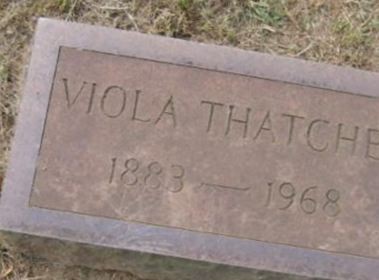 VIOLA THATCHE
1883 — 1968